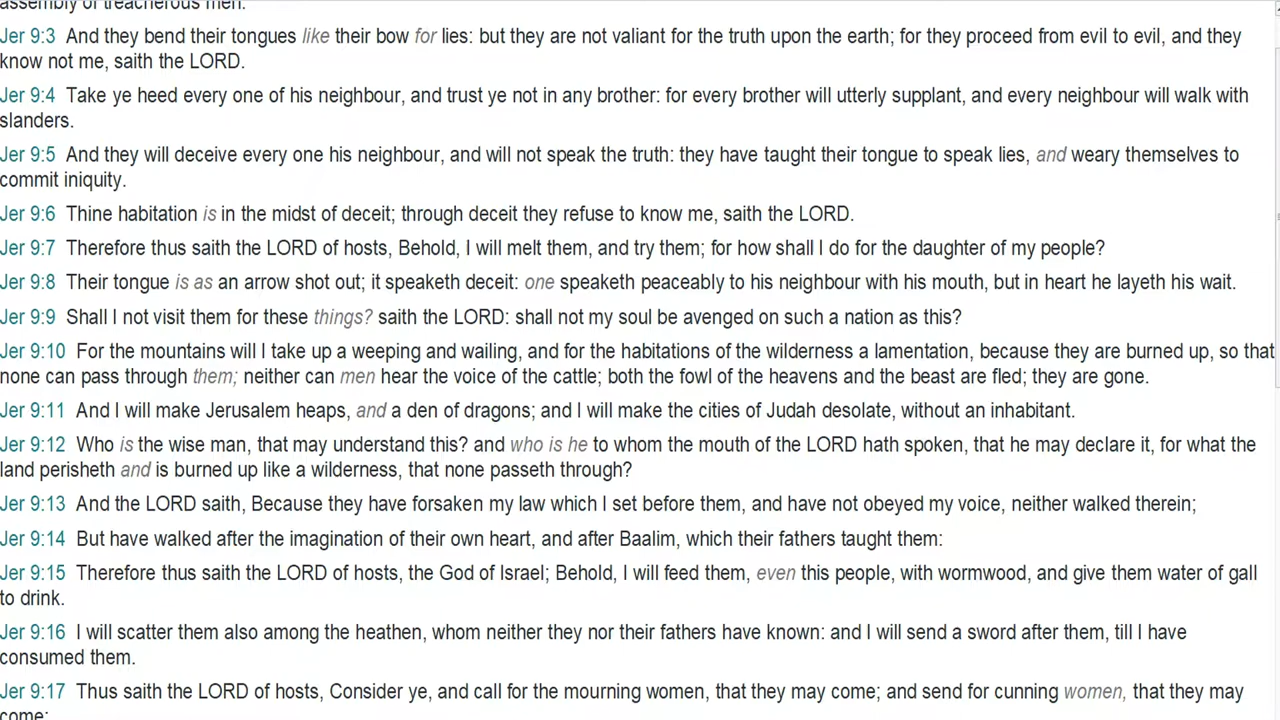 assembly of treacherous men.
Jer 9:3 And they bend their tongues like their bow for lies: but they are not valiant for the truth upon the earth; for they proceed from evil to evil, and they
know not me, saith the LORD.
Jer 9:4 Take ye heed every one of his neighbour, and trust ye not in any brother: for every brother will utterly supplant, and every neighbour will walk with
slanders.
Jer 9:5 And they will deceive every one his neighbour, and will not speak the truth: they have taught their tongue to speak lies, and weary themselves to
commit iniquity.
Jer 9:6 Thine habitation is in the midst of deceit; through deceit they refuse to know me, saith the LORD.
Jer 9:7 Therefore thus saith the LORD of hosts, Behold, I will melt them, and try them; for how shall I do for the daughter of my people?
Jer 9:8 Their tongue is as an arrow shot out; it speaketh deceit: one speaketh peaceably to his neighbour with his mouth, but in heart he layeth his wait.
Jer 9:9 Shall I not visit them for these things? saith the LORD: shall not my soul be avenged on such a nation as this?
Jer 9:10 For the mountains will I take up a weeping and wailing, and for the habitations of the wilderness a lamentation, because they are burned up, so that
none can pass through them; neither can men hear the voice of the cattle; both the fowl of the heavens and the beast are fled; they are gone.
Jer 9:11 And I will make Jerusalem heaps, and a den of dragons; and I will make the cities of Judah desolate, without an inhabitant.
Jer 9:12 Who is the wise man, that may understand this? and who is he to whom the mouth of the LORD hath spoken, that he may declare it, for what the
land perisheth and is burned up like a wilderness, that none passeth through?
Jer 9:13 And the LORD saith, Because they have forsaken my law which I set before them, and have not obeyed my voice, neither walked therein;
Jer 9:14 But have walked after the imagination of their own heart, and after Baalim, which their fathers taught them:
Jer 9:15 Therefore thus saith the LORD of hosts, the God of Israel; Behold, I will feed them, even this people, with wormwood, and give them water of gall
to drink.
Jer 9:16 I will scatter them also among the heathen, whom neither they nor their fathers have known: and I will send a sword after them, till I have
consumed them.
Jer 9:17 Thus saith the LORD of hosts, Consider ye, and call for the mourning women, that they may come; and send for cunning women, that they may
come: